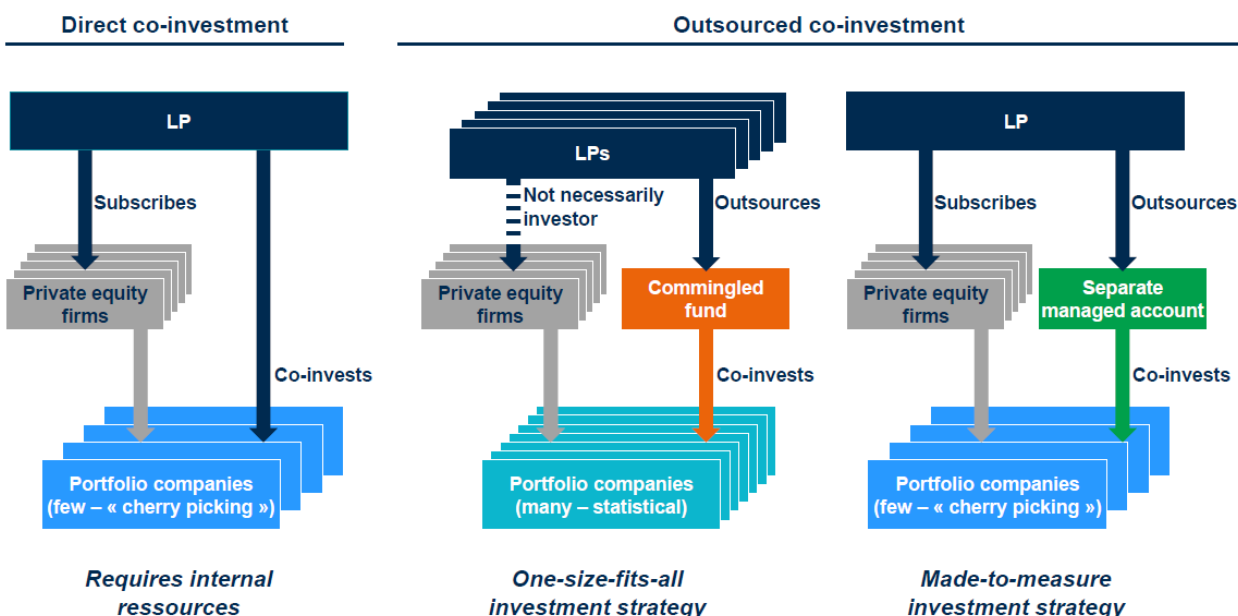 Direct co-investment
Outsourced co-investment
LP
Subscribes
Private equity
firms
Co-invests
Portfolio companies
(few – « cherry picking »)
Requires internal
ressources
LPs
Not necessarily
investor
Outsources
Private equity
firms
Commingled
fund
Co-invests
Portfolio companies
(many – statistical)
One-size-fits-all
investment strategy
LP
Subscribes
Outsources
Private equity
firms
Separate
managed account
Co-invests
Portfolio companies
(few – « cherry picking »)
Made-to-measure
investment strategy